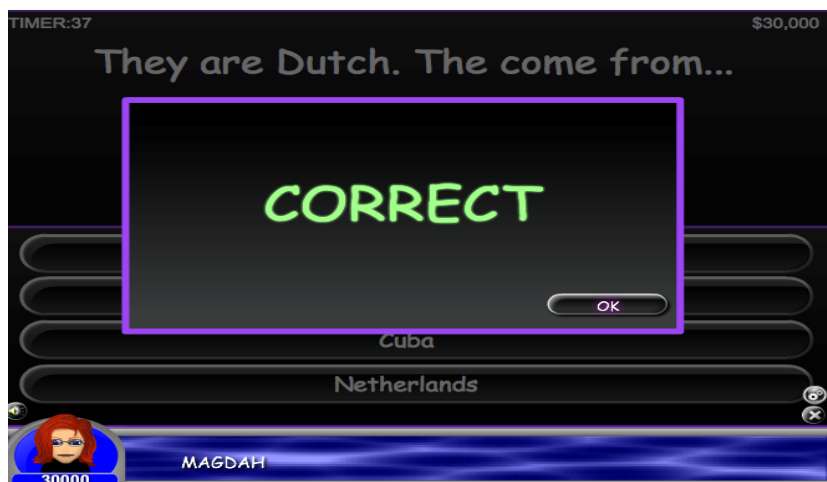 TIMER:37
$30,000
They are Dutch. The come from...
CORRECT
OK
Cuba
Netherlands
MAGDAH
30000